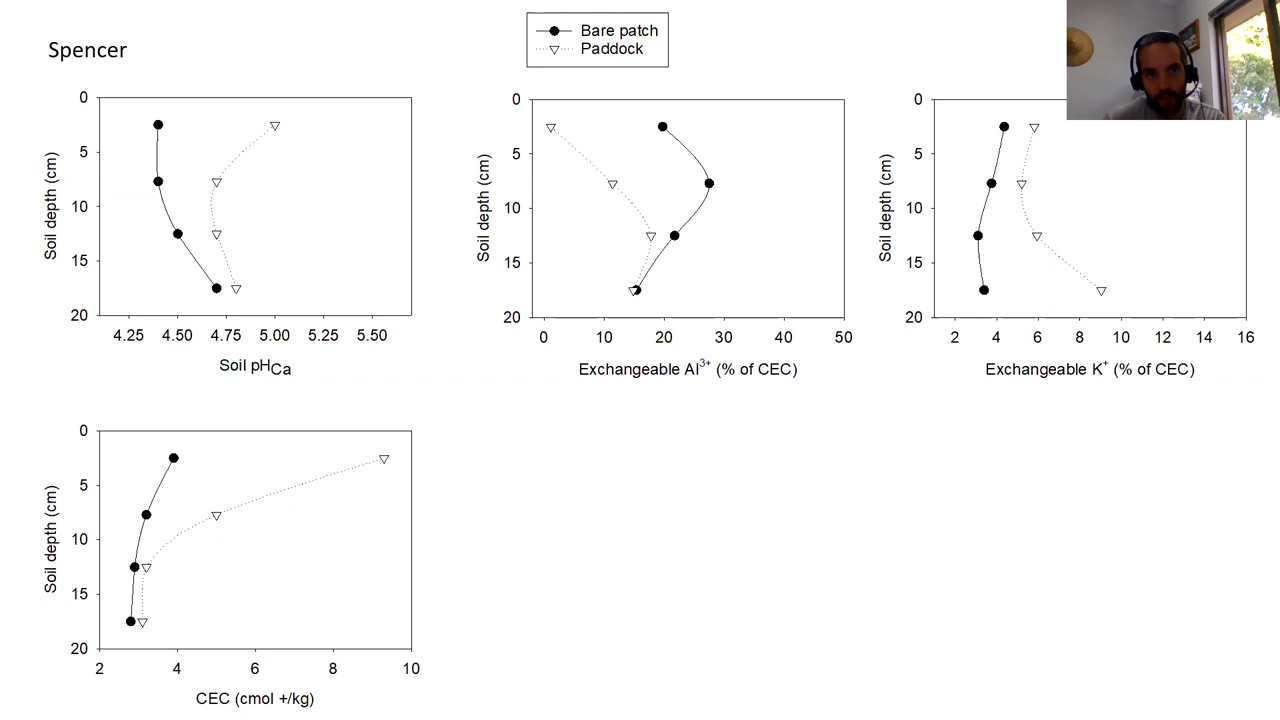 Spencer
Bare patch
Paddock
0
5
10
15
20
Soil depth (cm)
4.25 4.50 4.75 5.00 5.25 5.50
Soil pHCa
0
5
10
15
20
Soil depth (cm)
0 10 20 30 40 50
Exchangeable Al3+ (% of CEC)
0
5
10
15
20
Soil depth (cm)
2 4 6 8 10 12 14 16
Exchangeable K+ (% of CEC)
0
5
10
15
20
Soil depth (cm)
2 4 6 8 10
CEC (cmol +/kg)